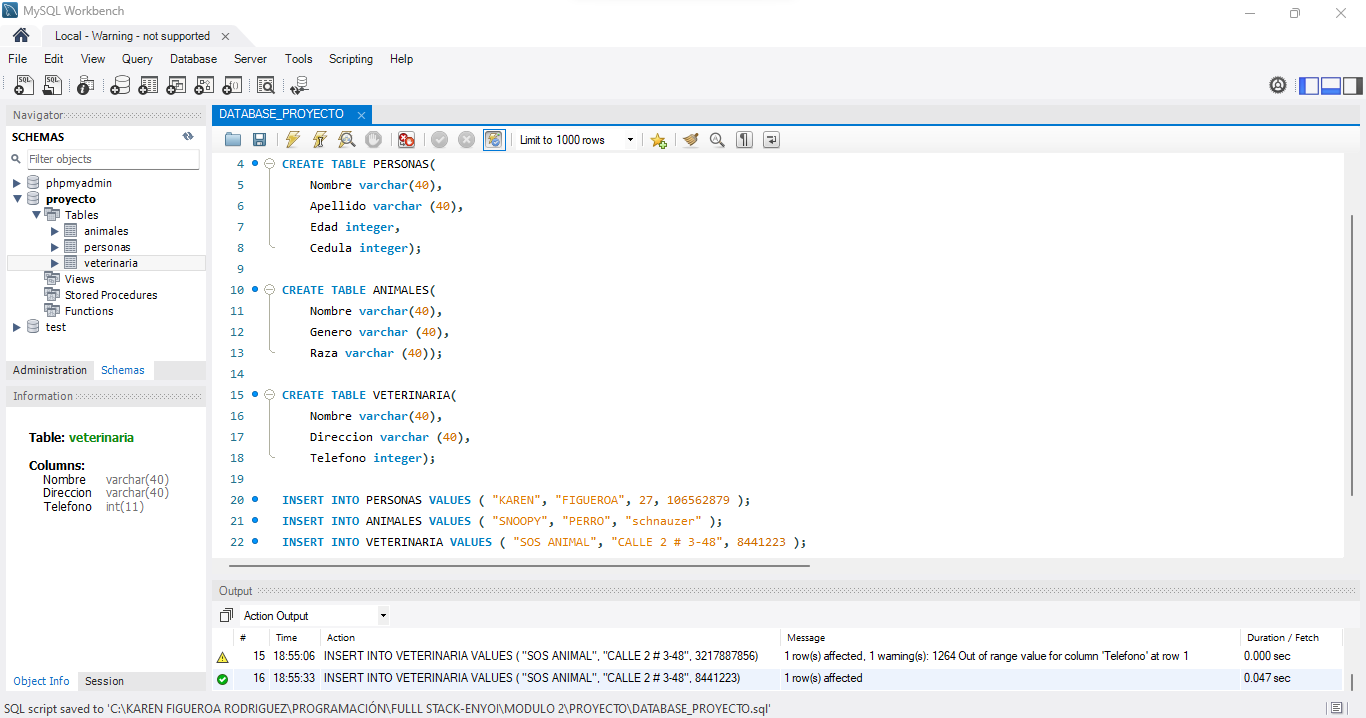 MySQL Workbench
Local - Warning - not supported
File Edit View Query Database Server Tools Scripting Help
Navigator
SCHEMAS
Filter objects
phpmyadmin
proyecto
Tables
animales
personas
veterinaria
Views
Stored Procedures
Functions
test
Administration Schemas
Information
Table: veterinaria
Columns:
Nombre varchar(40)
Direccion varchar(40)
Telefono int(11)
Object Info Session
DATABASE_PROYECTO
Limit to 1000 rows
4 CREATE TABLE PERSONAS(
5 Nombre varchar(40),
6 Apellido varchar (40),
7 Edad integer,
8 Cedula integer);
9
10 CREATE TABLE ANIMALES(
11 Nombre varchar(40),
12 Genero varchar (40),
13 Raza varchar (40));
14
15 CREATE TABLE VETERINARIA(
16 Nombre varchar(40),
17 Direccion varchar (40),
18 Telefono integer);
19
20 INSERT INTO PERSONAS VALUES ( "KAREN", "FIGUEROA", 27, 106562879 );
21 INSERT INTO ANIMALES VALUES ( "SNOOPY", "PERRO", "schnauzer" );
22 INSERT INTO VETERINARIA VALUES ( "SOS ANIMAL", "CALLE 2 # 3-48", 8441223 );
Output
Action Output
# Time Action Message Duration / Fetch
15 18:55:06 INSERT INTO VETERINARIA VALUES ( "SOS ANIMAL", "CALLE 2 # 3-48", 3217887856) 1 row(s) affected, 1 warning(s): 1264 Out of range value for column 'Telefono' at row 1 0.000 sec
16 18:55:33 INSERT INTO VETERINARIA VALUES ( "SOS ANIMAL", "CALLE 2 # 3-48", 8441223) 1 row(s) affected 0.047 sec
SQL script saved to 'C:\KAREN FIGUEROA RODRIGUEZ\PROGRAMACIÓN\FULLL STACK-ENYOI\MODULO 2\PROYECTO\DATABASE_PROYECTO.sql'